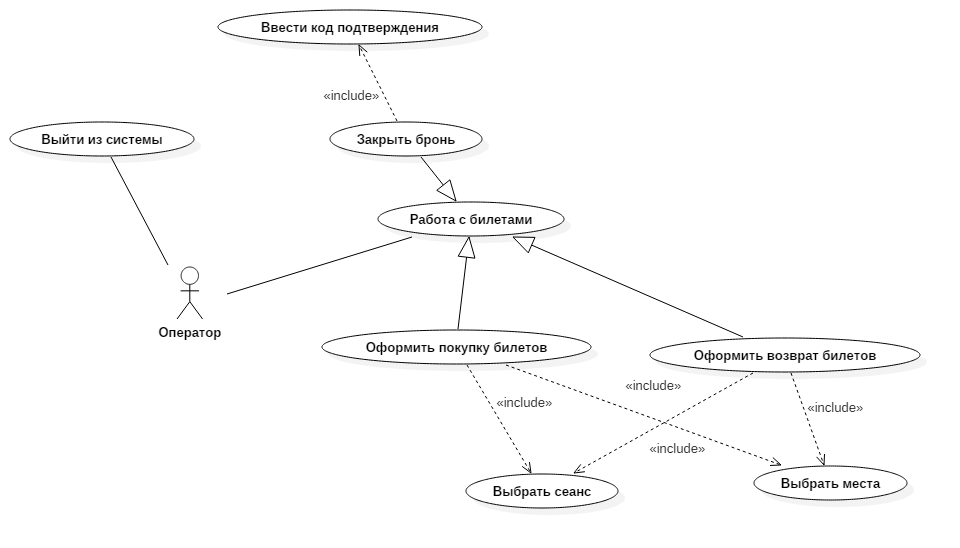 Ввести код подтверждения
«include»
Выйти из системы
Закрыть бронь
Работа с билетами
Оператор
Оформить покупку билетов
Оформить возврат билетов
«include»
«include»
«include»
«include»
Выбрать сеанс
Выбрать места